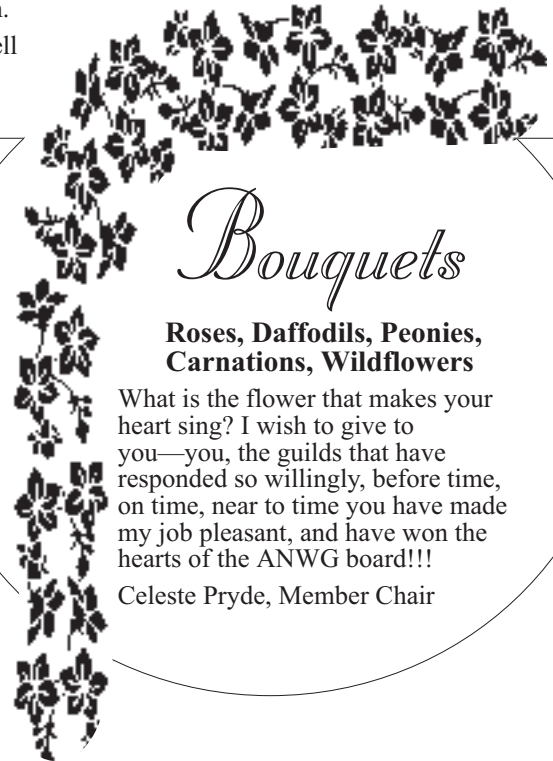 n.
ell
Bouquets
Roses, Daffodils, Peonies,
Carnations, Wildflowers
What is the flower that makes your
heart sing? I wish to give to
you—you, the guilds that have
responded so willingly, before time,
on time, near to time you have made
my job pleasant, and have won the
hearts of the ANWG board!!!
Celeste Pryde, Member Chair